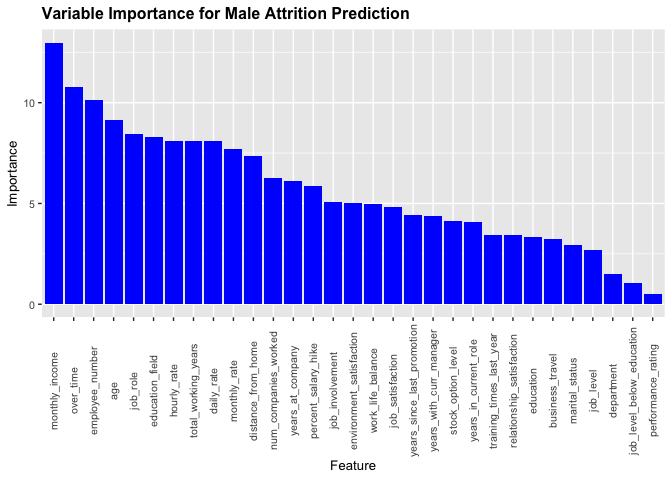 Variable Importance for Male Attrition Prediction
Importance
10
5
0
monthly_income
over_time
employee_number
age
job_role
education_field
hourly_rate
total_working_years
daily_rate
monthly_rate
distance_from_home
num_companies_worked
years_at_company
percent_salary_hike
job_involvement
environment_satisfaction
work_life_balance
job_satisfaction
years_since_last_promotion
years_with_curr_manager
stock_option_level
years_in_current_role
training_times_last_year
relationship_satisfaction
education
business_travel
marital_status
job_level
department
job_level_below_education
performance_rating
Feature